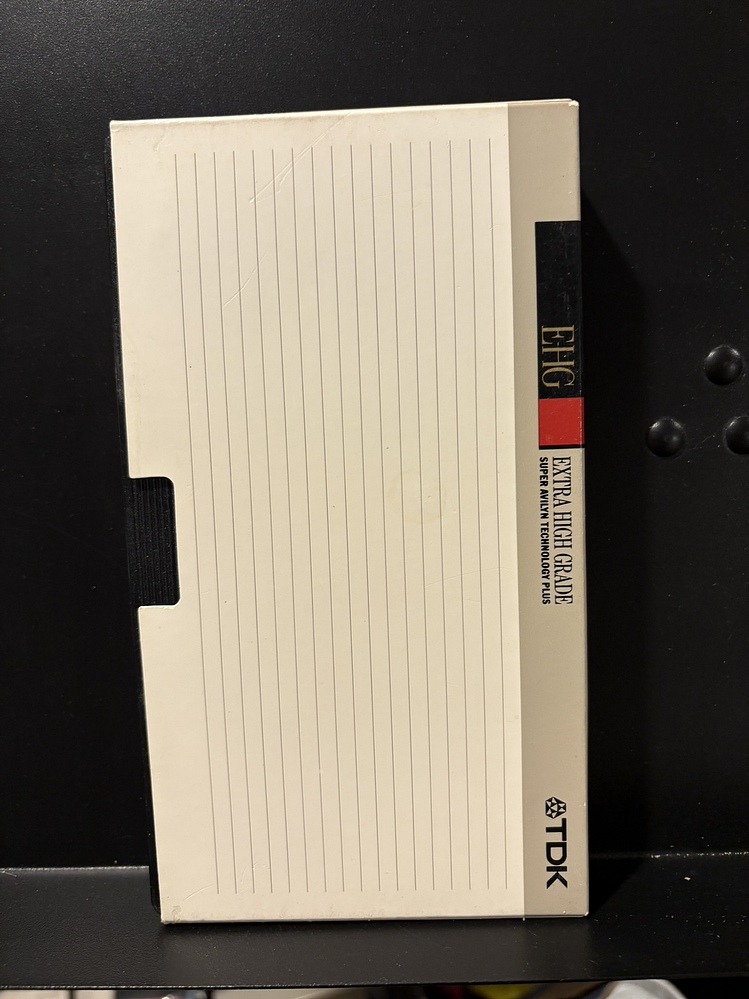 EHG
EXTRA HIGH GRADE
SUPER AVILYN TECHNOLOGY PLUS
TDK